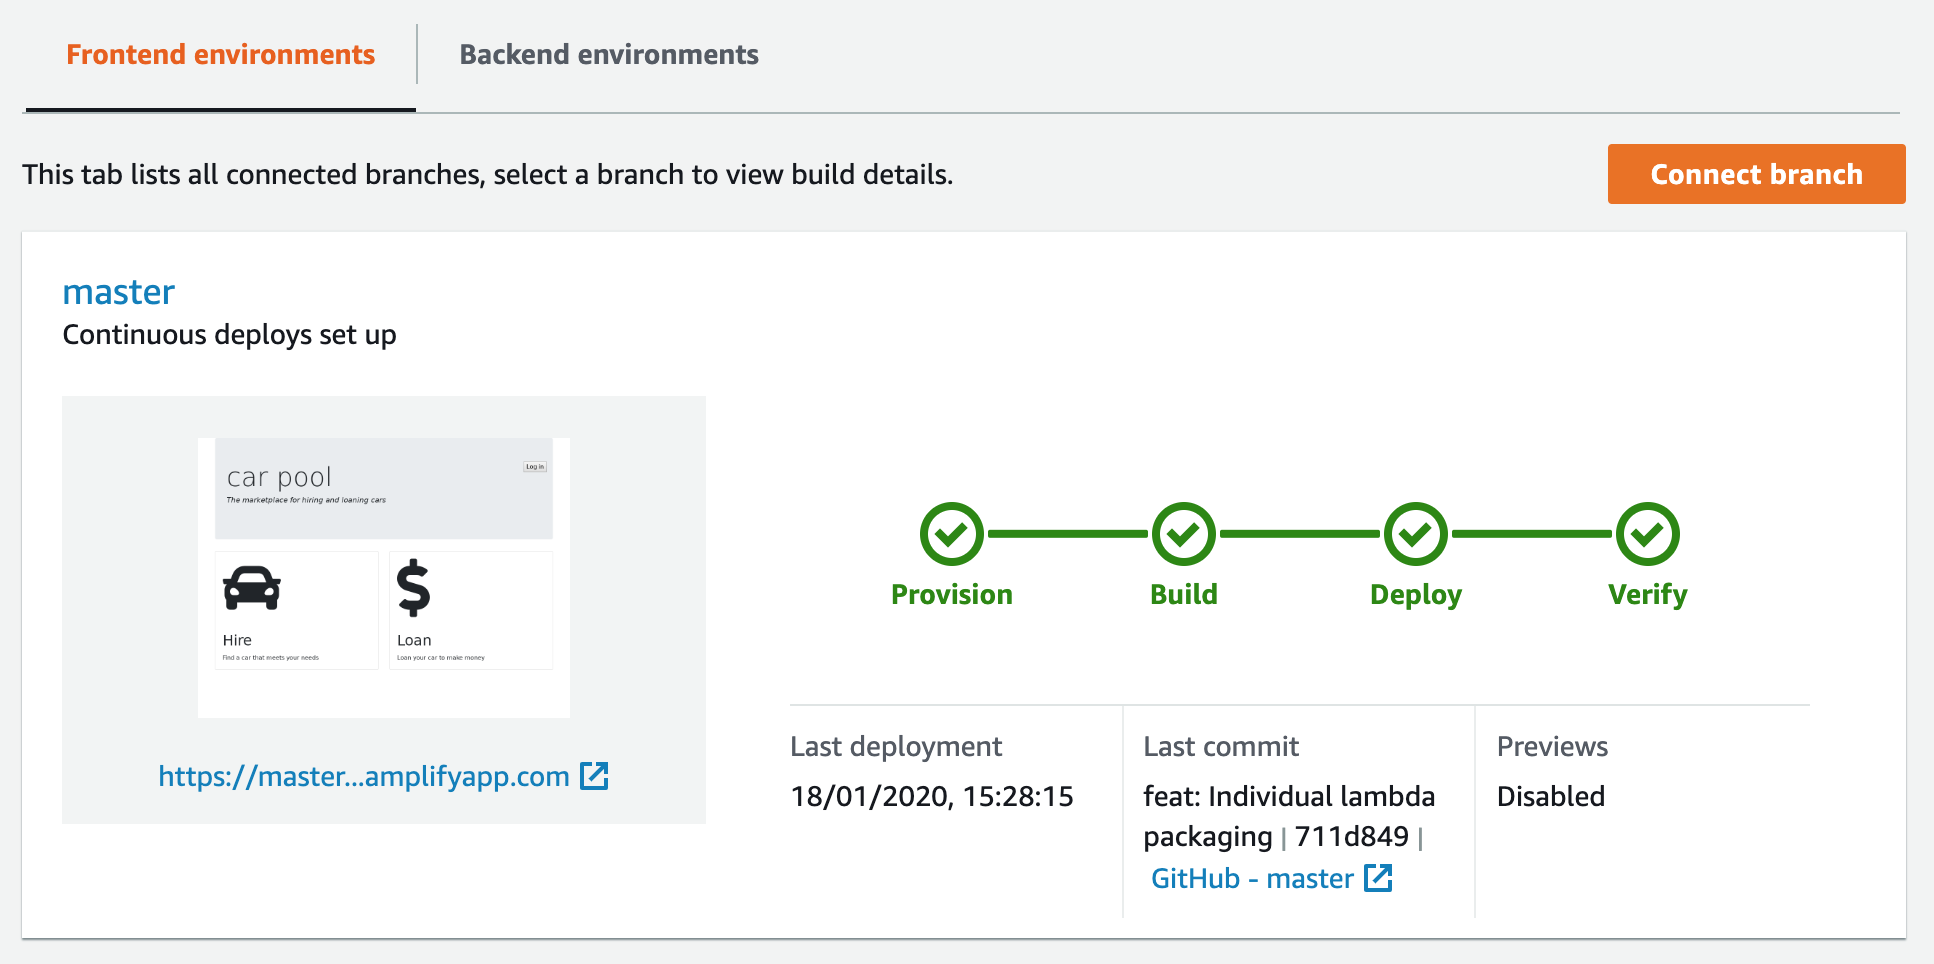 Frontend environments
Backend environments
This tab lists all connected branches, select a branch to view build details.
Connect branch
master
Continuous deploys set up
car pool
Log in
The marketplace for hiring and loaning cars
Hire
Find a car that meets your needs
Loan
Loan your car to make money
https://master...amplifyapp.com
Provision
Build
Deploy
Verify
Last deployment
18/01/2020, 15:28:15
Last commit
feat: Individual lambda
packaging | 711d849 |
GitHub - master
Previews
Disabled